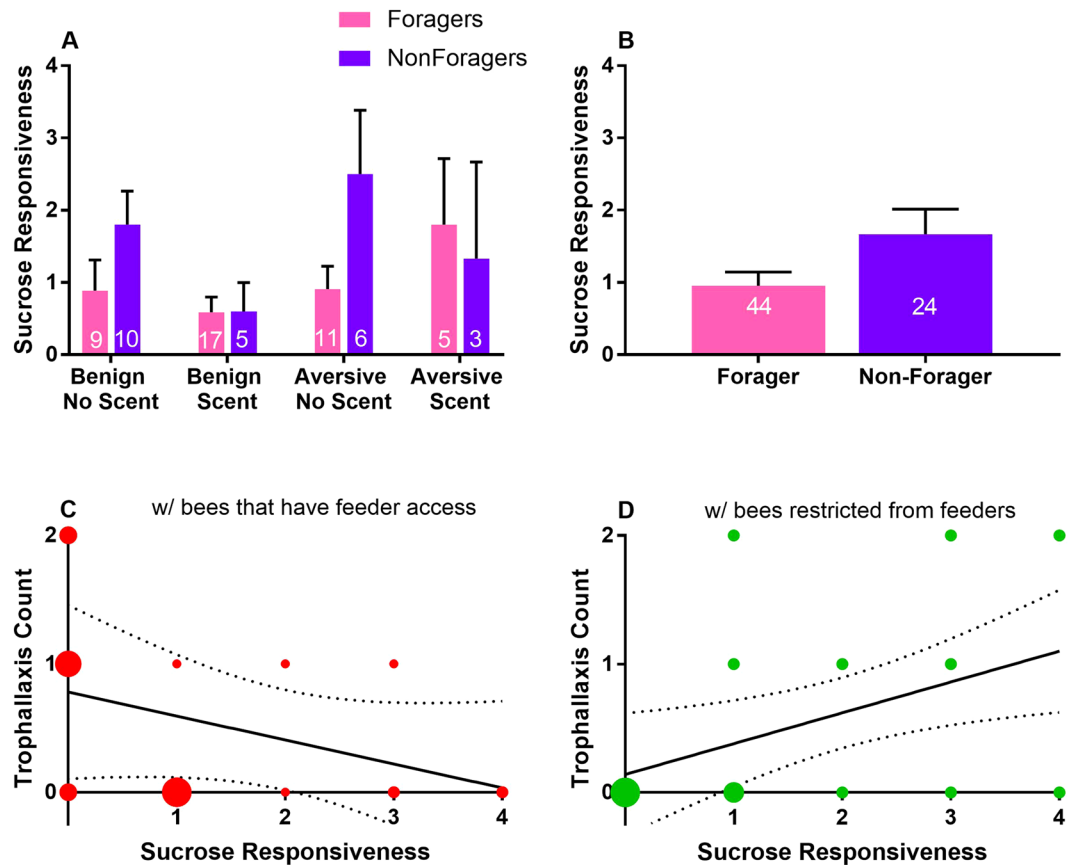 Foragers
NonForagers
A
Sucrose Responsiveness
4
3
2
1
0
9
10
17
5
11
6
5
3
Benign
No Scent
Benign
Scent
Aversive
No Scent
Aversive
Scent
B
Sucrose Responsiveness
4
3
2
1
0
44
24
Forager
Non-Forager
C
w/ bees that have feeder access
Trophallaxis Count
2
1
0
1
2
3
4
Sucrose Responsiveness
D
w/ bees restricted from feeders
Trophallaxis Count
2
1
0
1
2
3
4
Sucrose Responsiveness